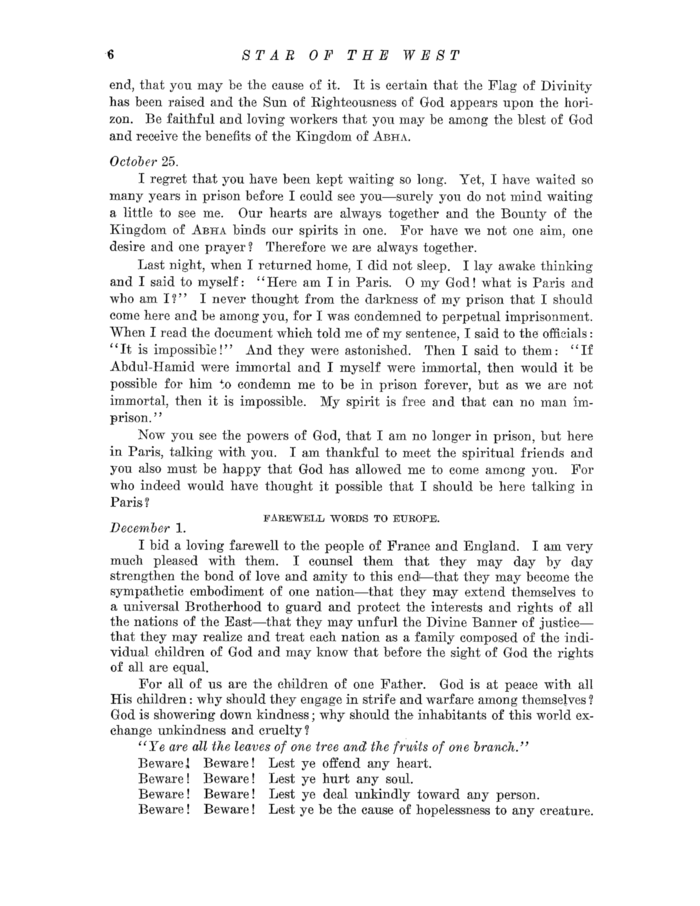 6 STAR OF THE WEST
end, that you may be the cause of it. It is certain that the Flag of Divinity
has been raised and the Sun of Righteousness of God appears upon the hori-
zon. Be faithful and loving workers that you may be among the blest of God
and receive the benefits of the Kingdom of ABHA.
October 25.
I regret that you have been kept waiting so long. Yet, I have waited so
many years in prison before I could see you—surely you do not mind waiting
a little to see me. Our hearts are always together and the Bounty of the
Kingdom of ABHA binds our spirits in one. For have we not one aim, one
desire and one prayer? Therefore we are always together.
Last night, when I returned home, I did not sleep. I lay awake thinking
and I said to myself: "Here am I in Paris. O my God! what is Paris and
who am I?" I never thought from the darkness of my prison that I should
come here and be among you, for I was condemned to perpetual imprisonment.
When I read the document which told me of my sentence, I said to the officials:
"It is impossible!" And they were astonished. Then I said to them: "If
Abdul-Hamid were immortal and I myself were immortal, then would it be
possible for him to condemn me to be in prison forever, but as we are not
immortal, then it is impossible. My spirit is free and that can no man im-
prison."
Now you see the powers of God, that I am no longer in prison, but here
in Paris, talking with you. I am thankful to meet the spiritual friends and
you also must be happy that God has allowed me to come among you. For
who indeed would have thought it possible that I should be here talking in
Paris?
FAREWELL WORDS TO EUROPE.
December 1.
I bid a loving farewell to the people of France and England. I am very
much pleased with them. I counsel them that they may day by day
strengthen the bond of love and amity to this end—that they may become the
sympathetic embodiment of one nation—that they may extend themselves to
a universal Brotherhood to guard and protect the interests and rights of all
the nations of the East—that they may unfurl the Divine Banner of justice—
that they may realize and treat each nation as a family composed of the indi-
vidual children of God and may know that before the sight of God the rights
of all are equal.
For all of us are the children of one Father. God is at peace with all
His children: why should they engage in strife and warfare among themselves?
God is showering down kindness; why should the inhabitants of this world ex-
change unkindness and cruelty?
"Ye are all the leaves of one tree and the fruits of one branch."
Beware! Beware! Lest ye offend any heart.
Beware! Beware! Lest ye hurt any soul.
Beware! Beware! Lest ye deal unkindly toward any person.
Beware! Beware! Lest ye be the cause of hopelessness to any creature.